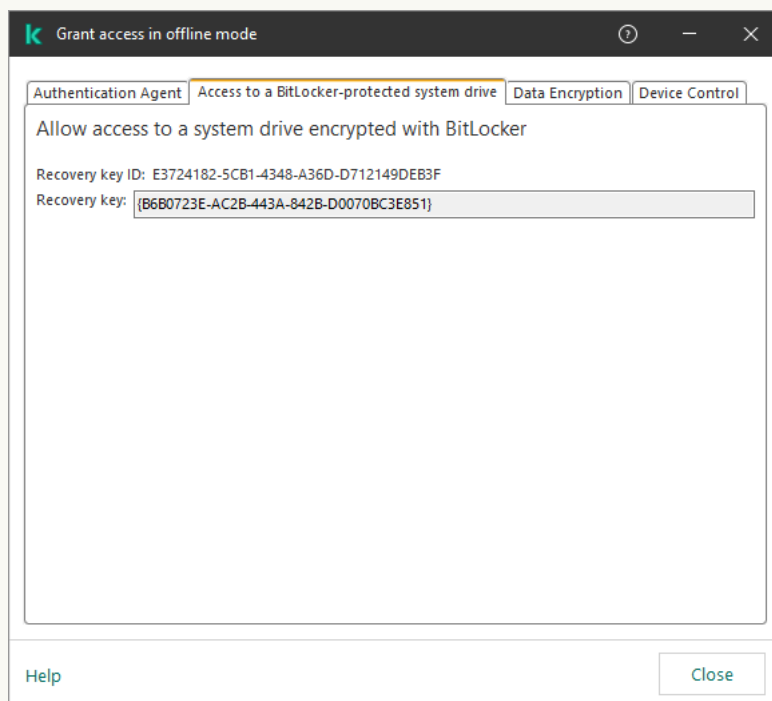 Grant access in offline mode
Authentication Agent Access to a BitLocker-protected system drive Data Encryption Device Control
Allow access to a system drive encrypted with BitLocker
Recovery key ID: E3724182-5CB1-4348-A36D-D712149DEB3F
Recovery key: {B6B0723E-AC2B-443A-842B-D0070BC3E851}
Help Close